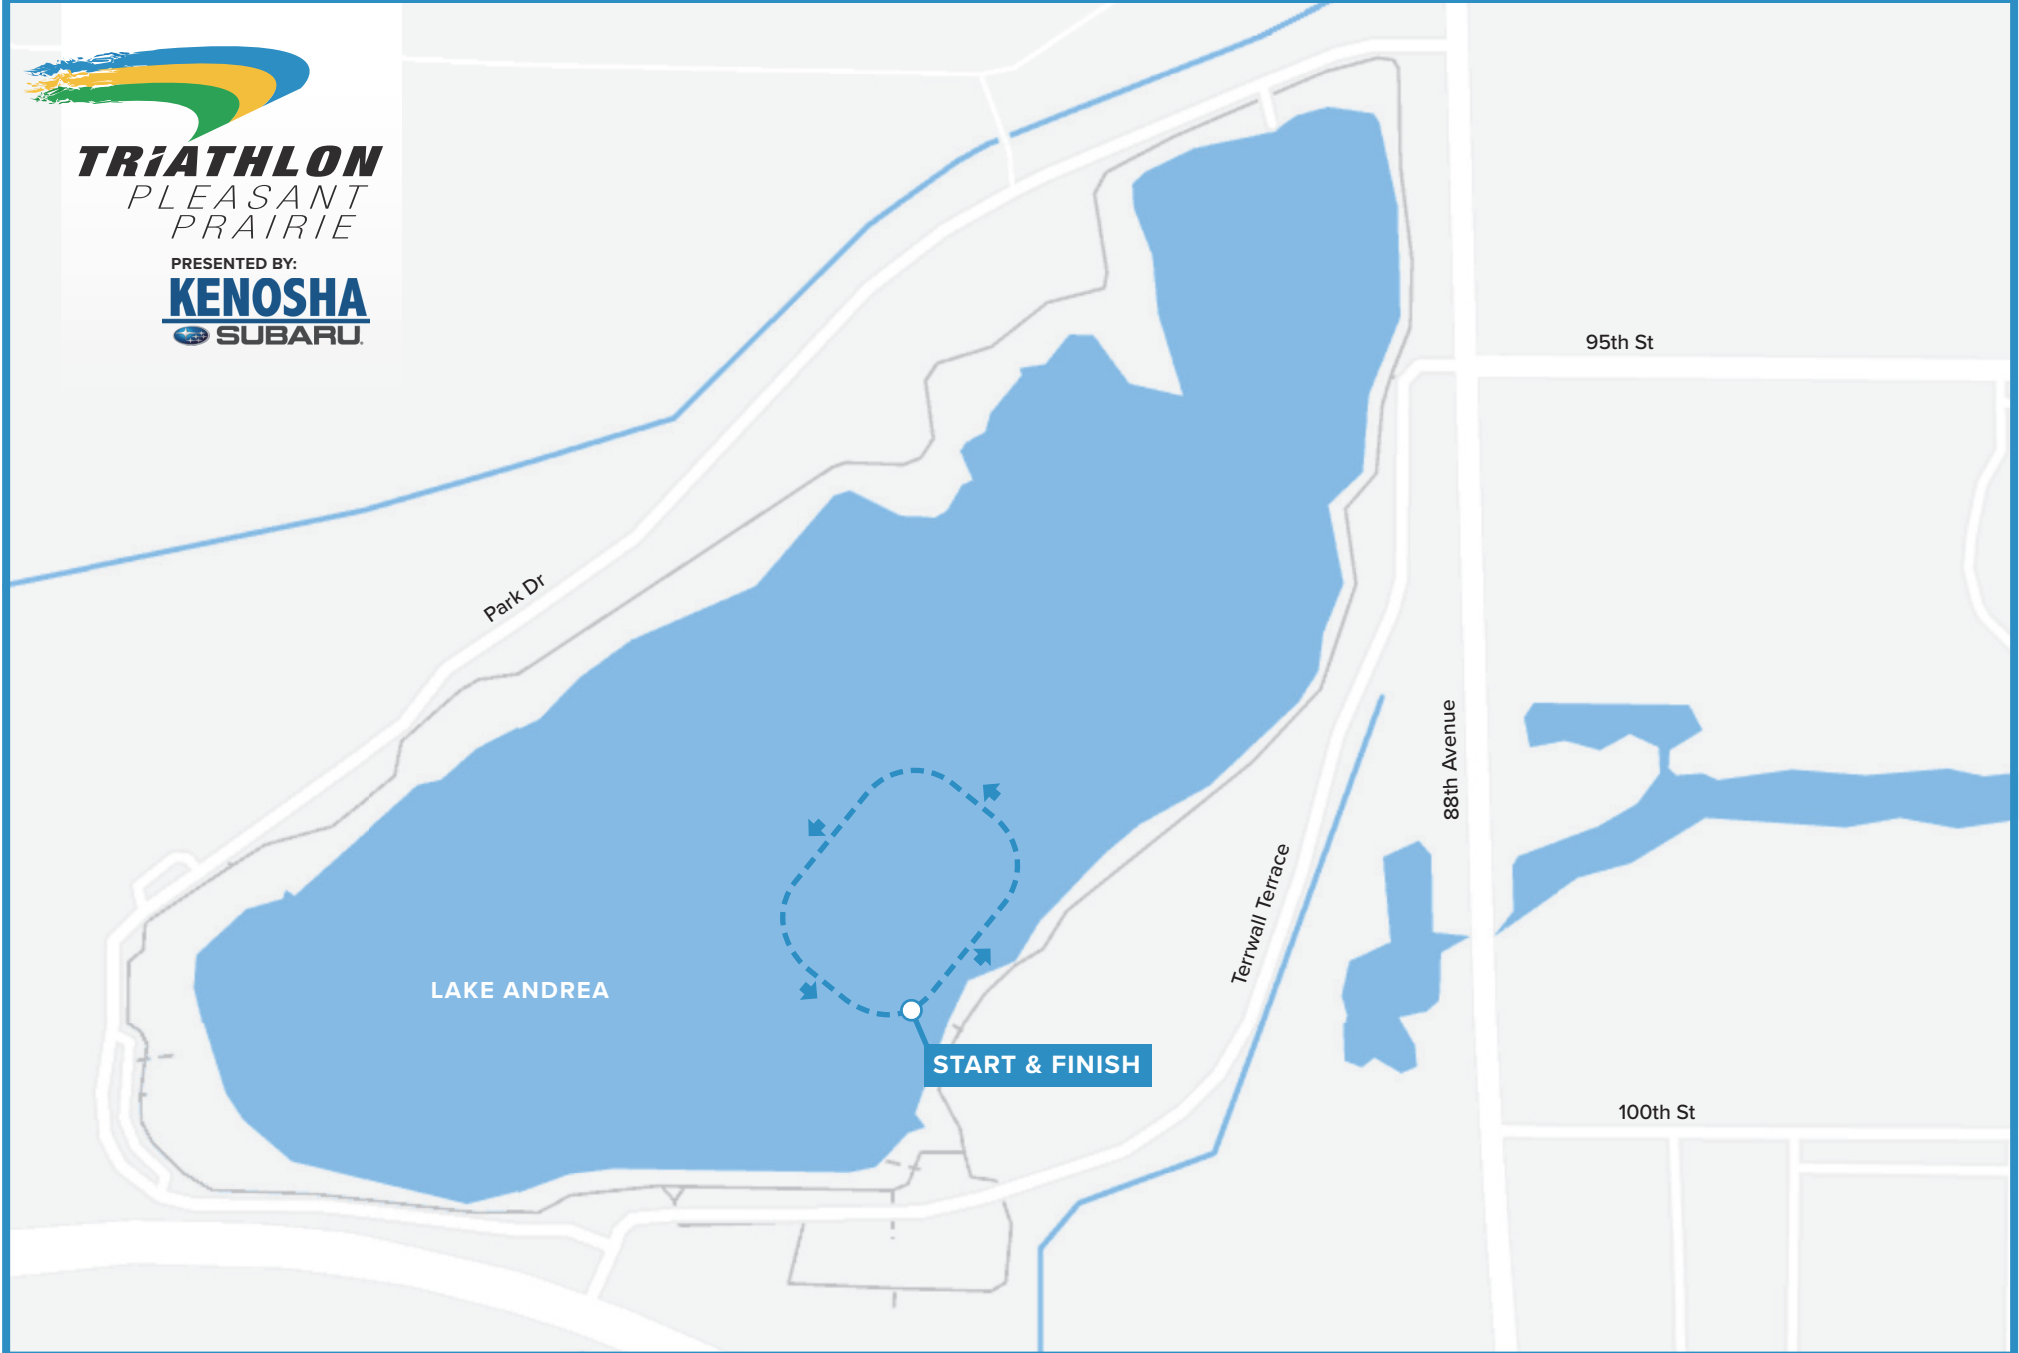 TRiATHLON
PLEASANT
PRAIRIE
PRESENTED BY:
KENOSHA
SUBARU.
95th St
Park Dr
88th Avenue
Terrwall Terrace
LAKE ANDREA
START & FINISH
100th St